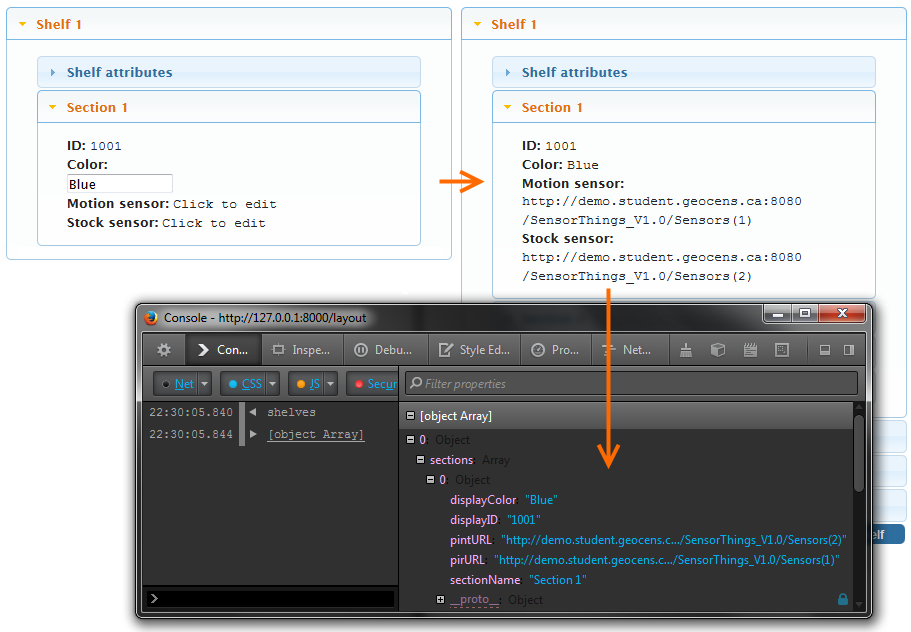 Shelf 1
Shelf attributes
Section 1
ID: 1001
Color:
Blue
Motion sensor: Click to edit
Stock sensor: Click to edit
Shelf 1
Shelf attributes
Section 1
ID: 1001
Color: Blue
Motion sensor:
http://demo.student.geocens.ca:8080
/SensorThings_V1.0/Sensors(1)
Stock sensor:
http://demo.student.geocens.ca:8080
/SensorThings_V1.0/Sensors(2)
Console - http://127.0.0.1:8000/layout
Con... Inspe... Debu... Style Ed... Pro... Net...
Net CSS JS Secur Filter properties
22:30:05.840 shelves
22:30:05.844 [object Array]
[object Array]
0: Object
sections: Array
0: Object
displayColor: "Blue"
displayID: "1001"
pintURL: "http://demo.student.geocens.c.../SensorThings_V1.0/Sensors(2)"
pirURL: "http://demo.student.geocens.c.../SensorThings_V1.0/Sensors(1)"
sectionName: "Section 1"
__proto__: Object
elf